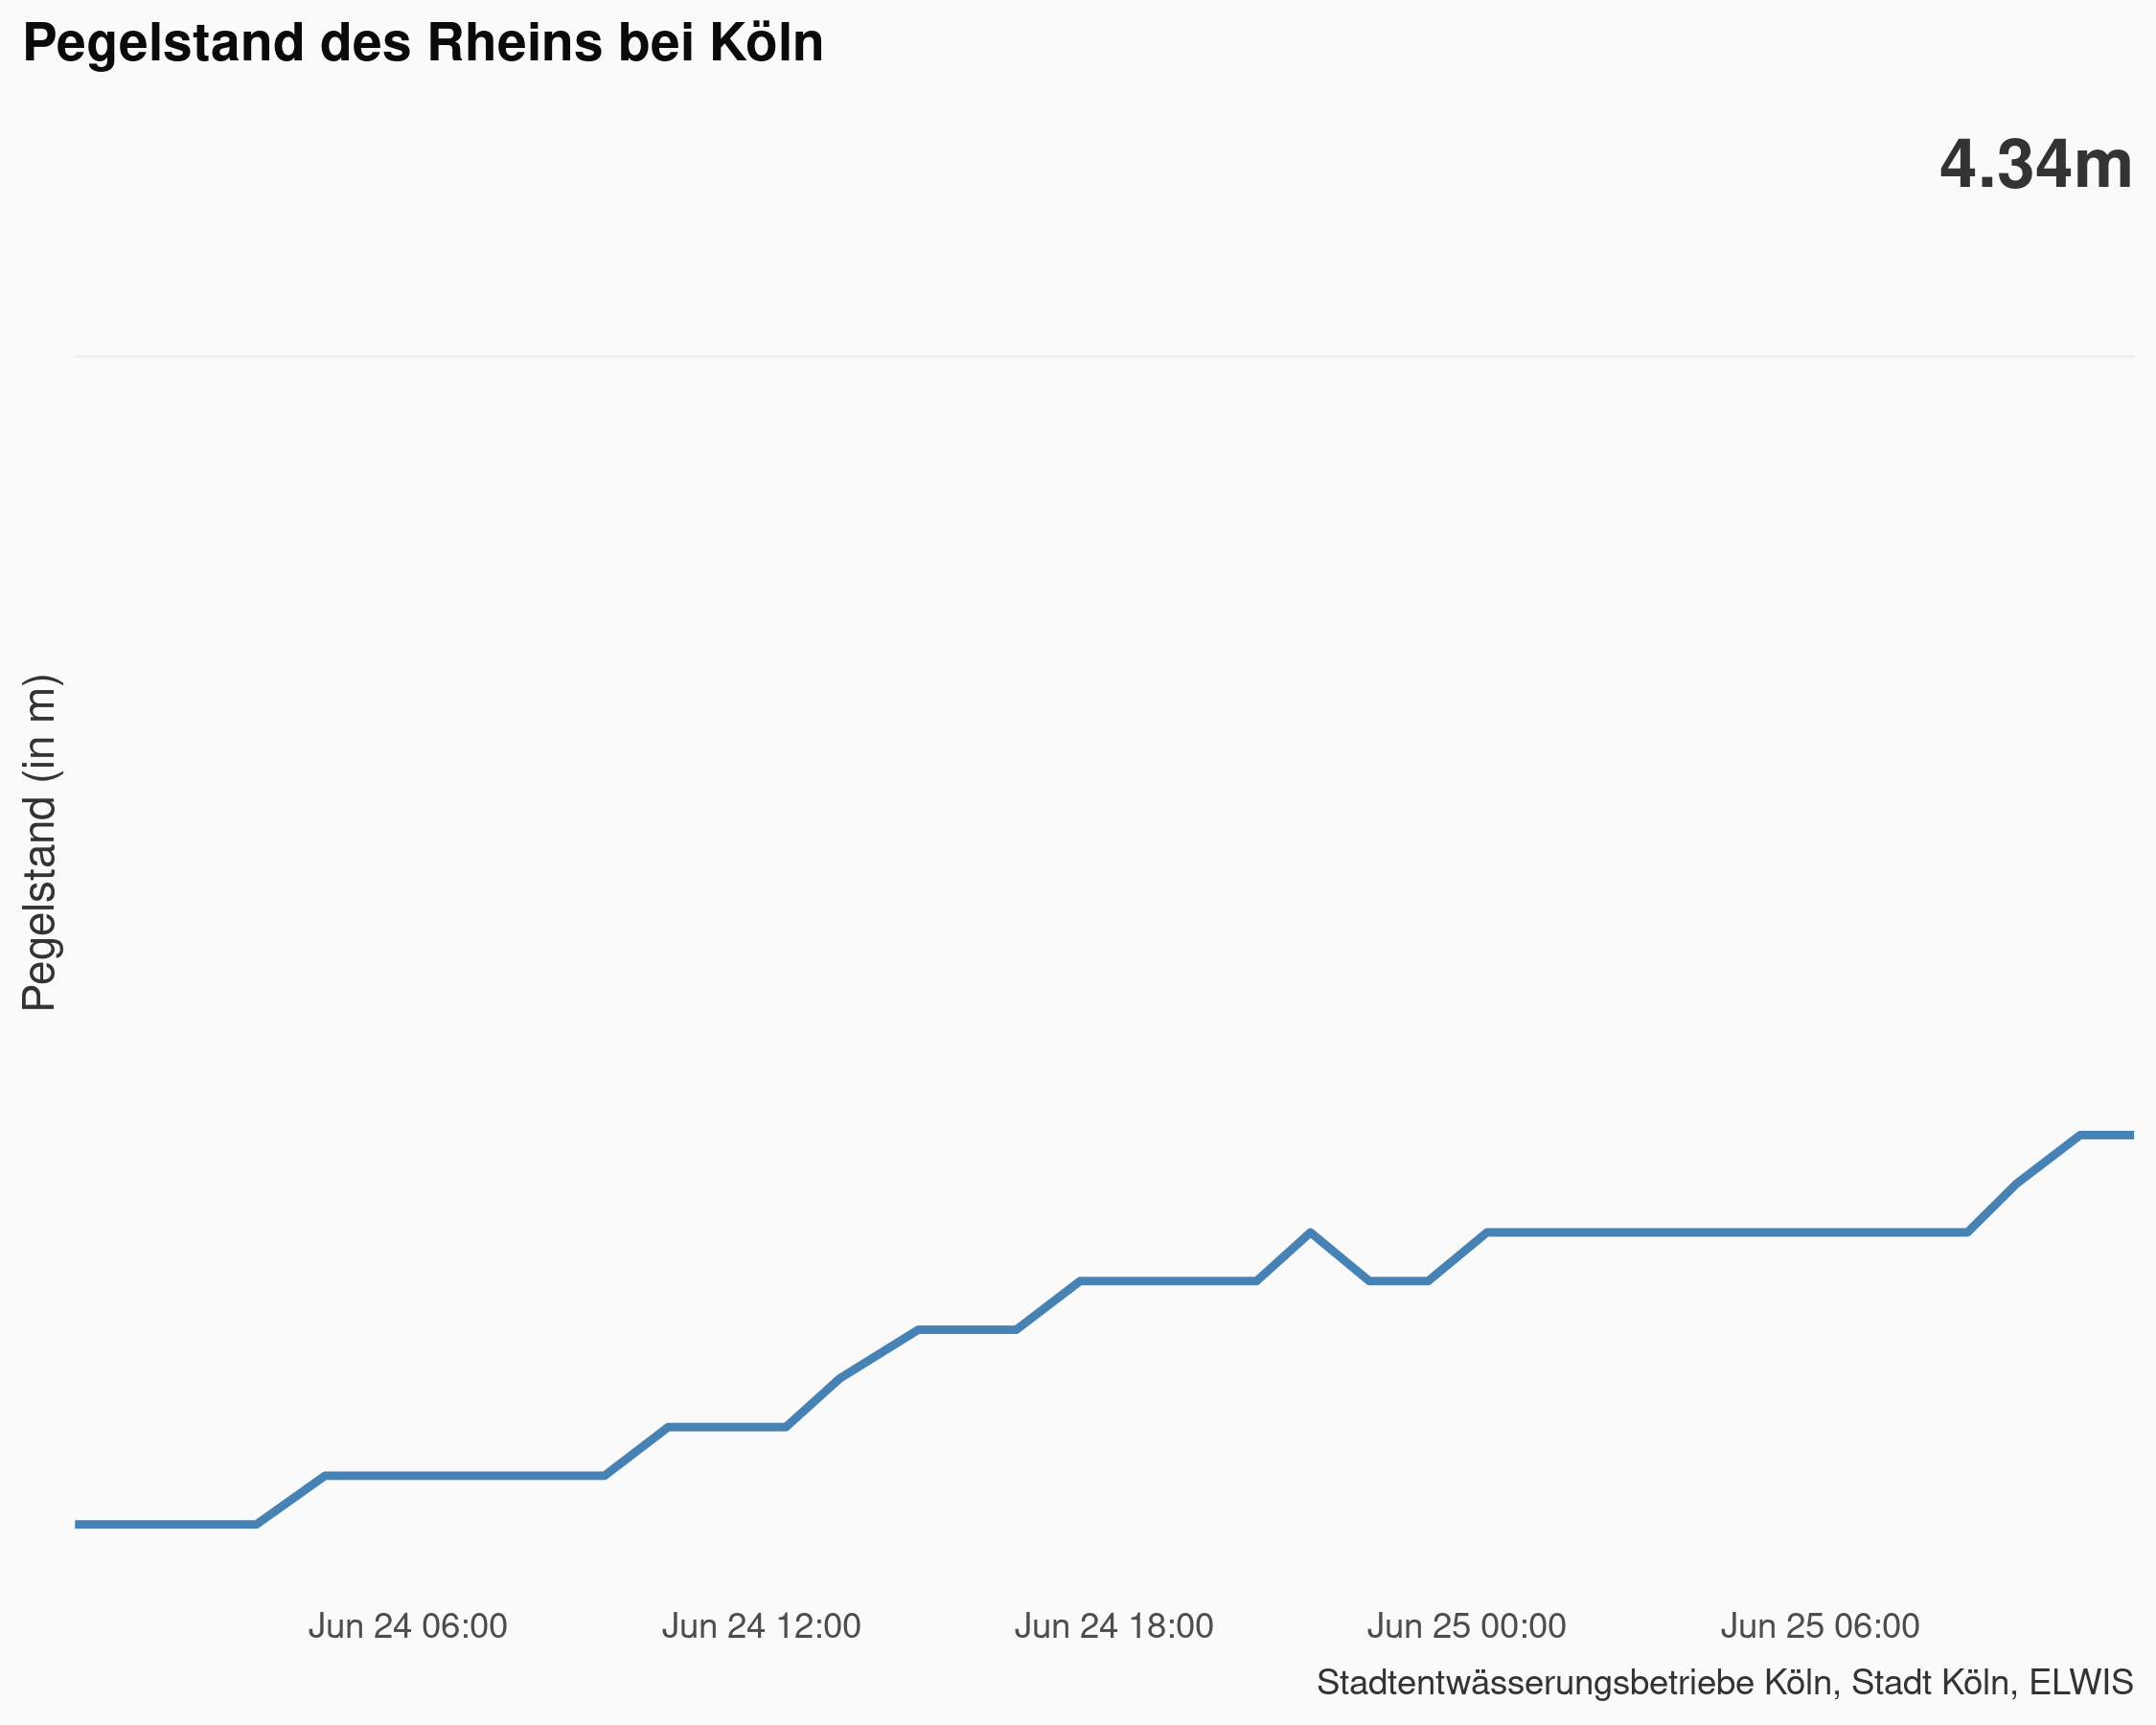 Pegelstand des Rheins bei Köln
4.34m
Pegelstand (in m)
Jun 24 06:00 Jun 24 12:00 Jun 24 18:00 Jun 25 00:00 Jun 25 06:00
Stadtentwässerungsbetriebe Köln, Stadt Köln, ELWIS